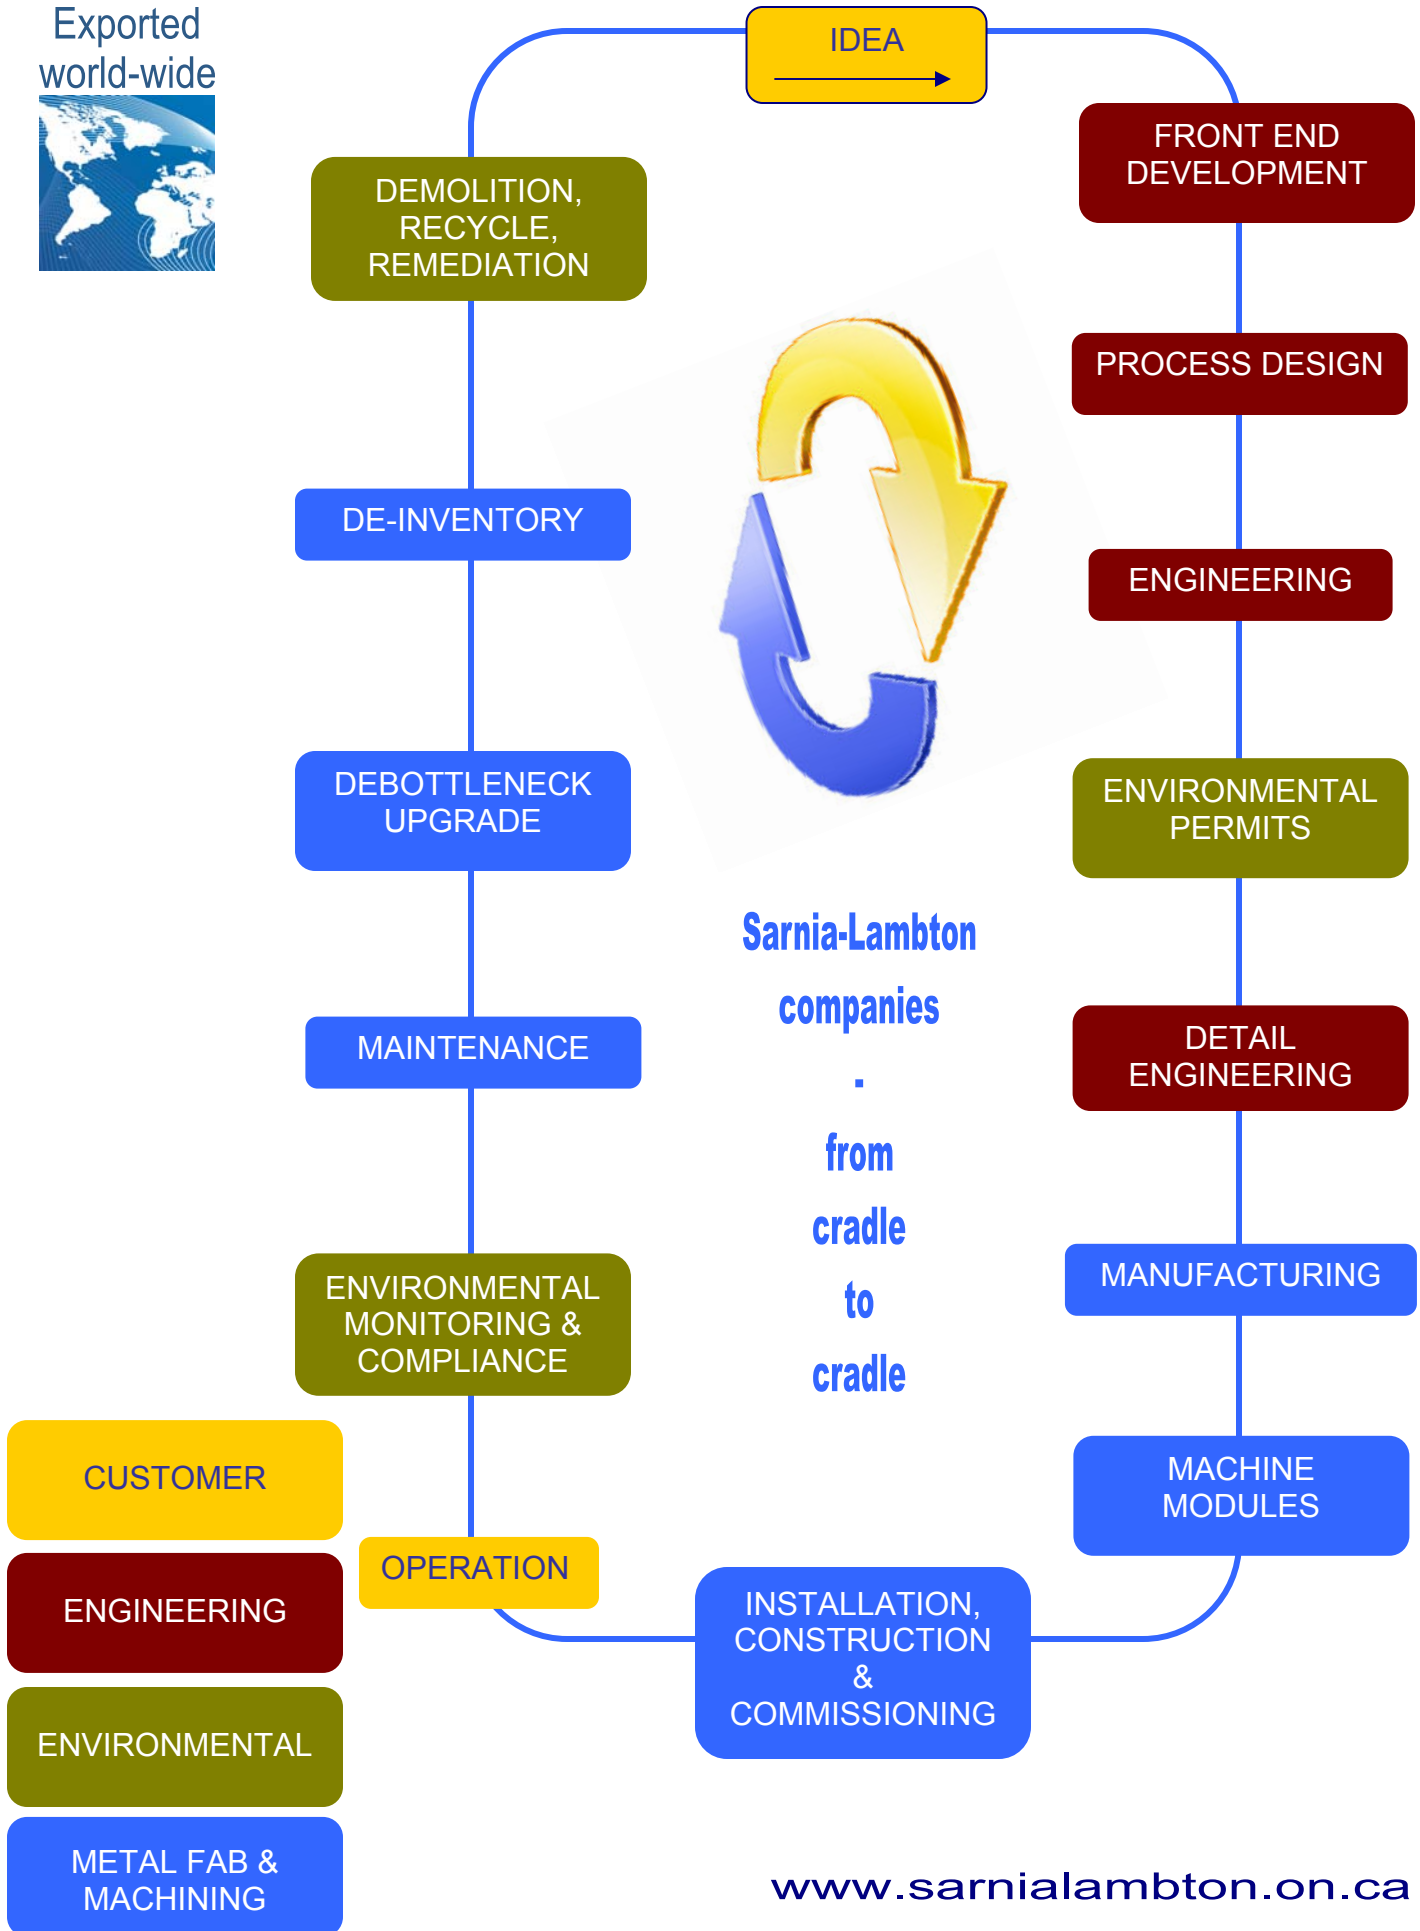 Exported
world-wide
IDEA
FRONT END
DEVELOPMENT
DEMOLITION,
RECYCLE,
REMEDIATION
PROCESS DESIGN
DE-INVENTORY
ENGINEERING
DEBOTTLENECK
UPGRADE
ENVIRONMENTAL
PERMITS
Sarnia-Lambton
companies
-
from
cradle
to
cradle
MAINTENANCE
DETAIL
ENGINEERING
MANUFACTURING
ENVIRONMENTAL
MONITORING &
COMPLIANCE
MACHINE
MODULES
OPERATION
INSTALLATION,
CONSTRUCTION
&
COMMISSIONING
CUSTOMER
ENGINEERING
ENVIRONMENTAL
METAL FAB &
MACHINING
www.sarnialambton.on.ca